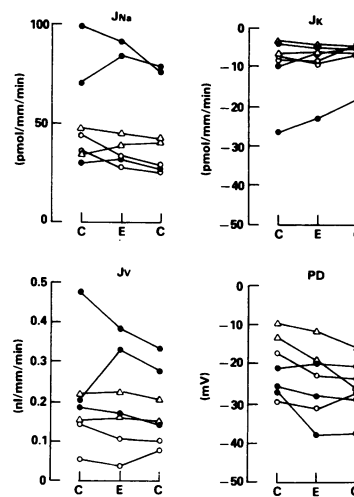 JNa
100
50
0
(pmol/mm/min)
C E C
JK
0
-10
-20
-30
-40
-50
(pmol/mm/min)
C E C
Jv
0.5
0.4
0.3
0.2
0.1
0
(nl/mm/min)
C E C
PD
0
-10
-20
-30
-40
-50
(mV)
C E C